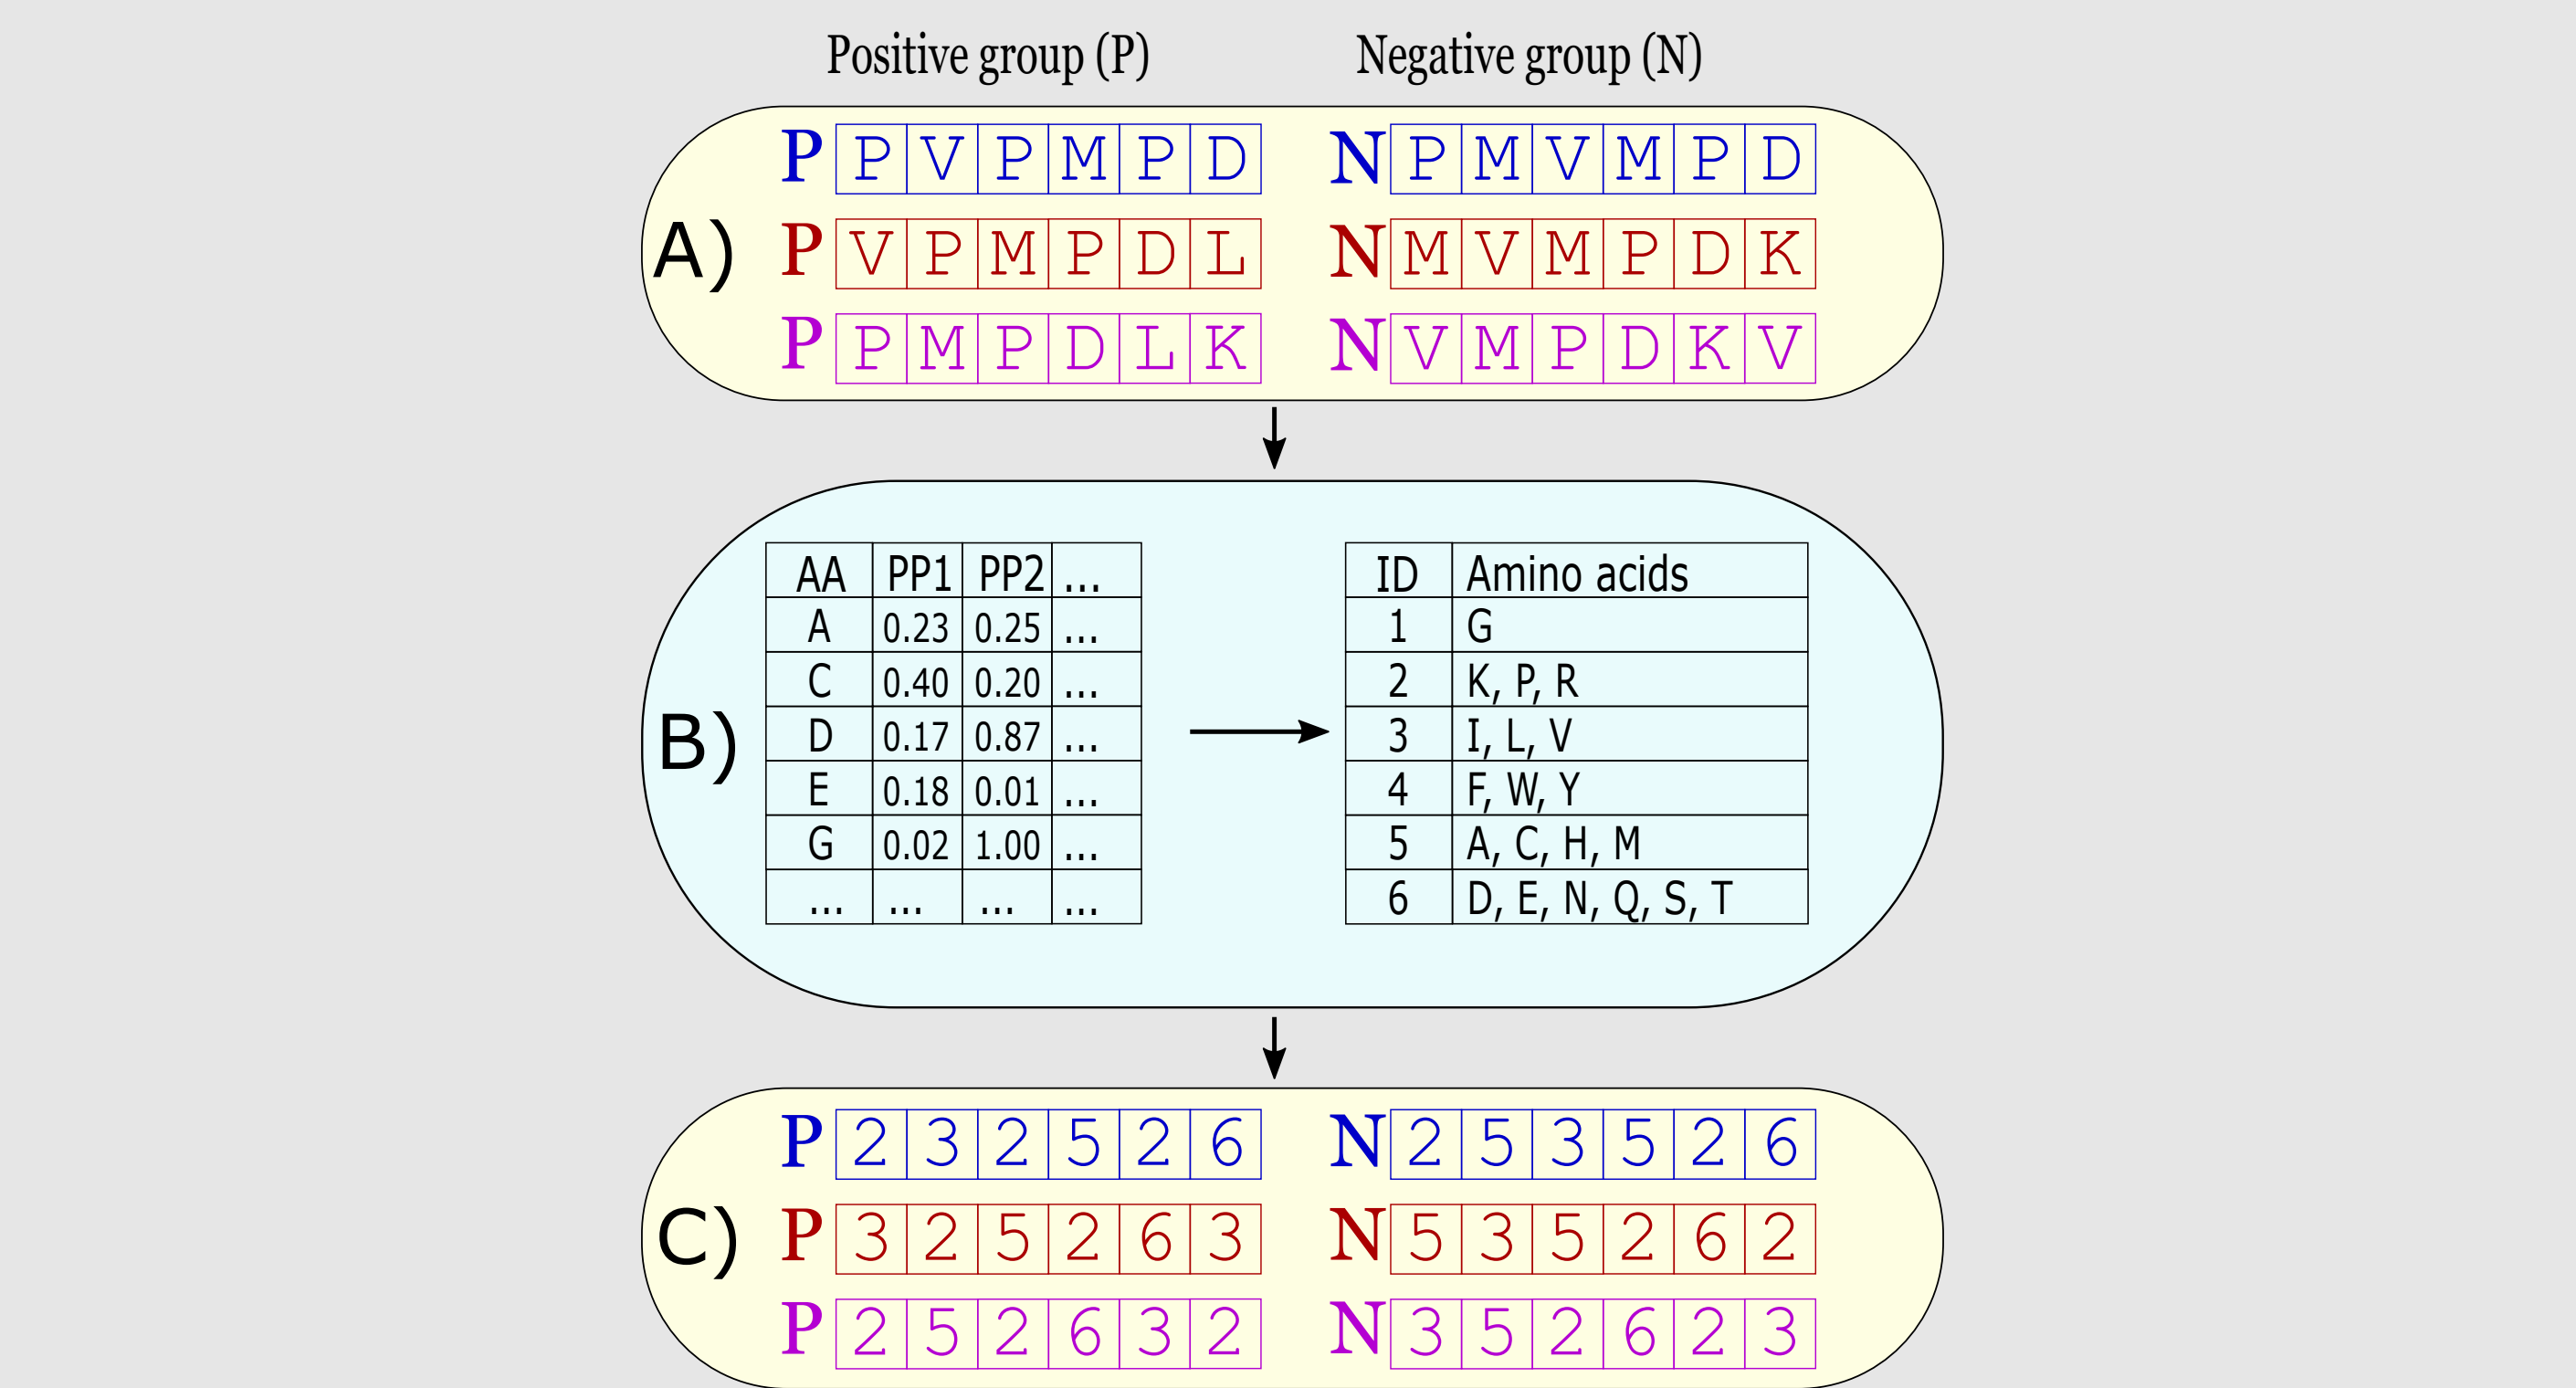 Positive group (P) Negative group (N)
P P V P M P D N P M V M P D
A) P V P M P D L N M V M P D K
P P M P D L K N V M P D K V
AA PP1 PP2 ... ID Amino acids
A 0.23 0.25 ... 1 G
C 0.40 0.20 ... 2 K, P, R
B) D 0.17 0.87 ... 3 I, L, V
E 0.18 0.01 ... 4 F, W, Y
G 0.02 1.00 ... 5 A, C, H, M
... ... ... ... 6 D, E, N, Q, S, T
P 2 3 2 5 2 6 N 2 5 3 5 2 6
C) P 3 2 5 2 6 3 N 5 3 5 2 6 2
P 2 5 2 6 3 2 N 3 5 2 6 2 3